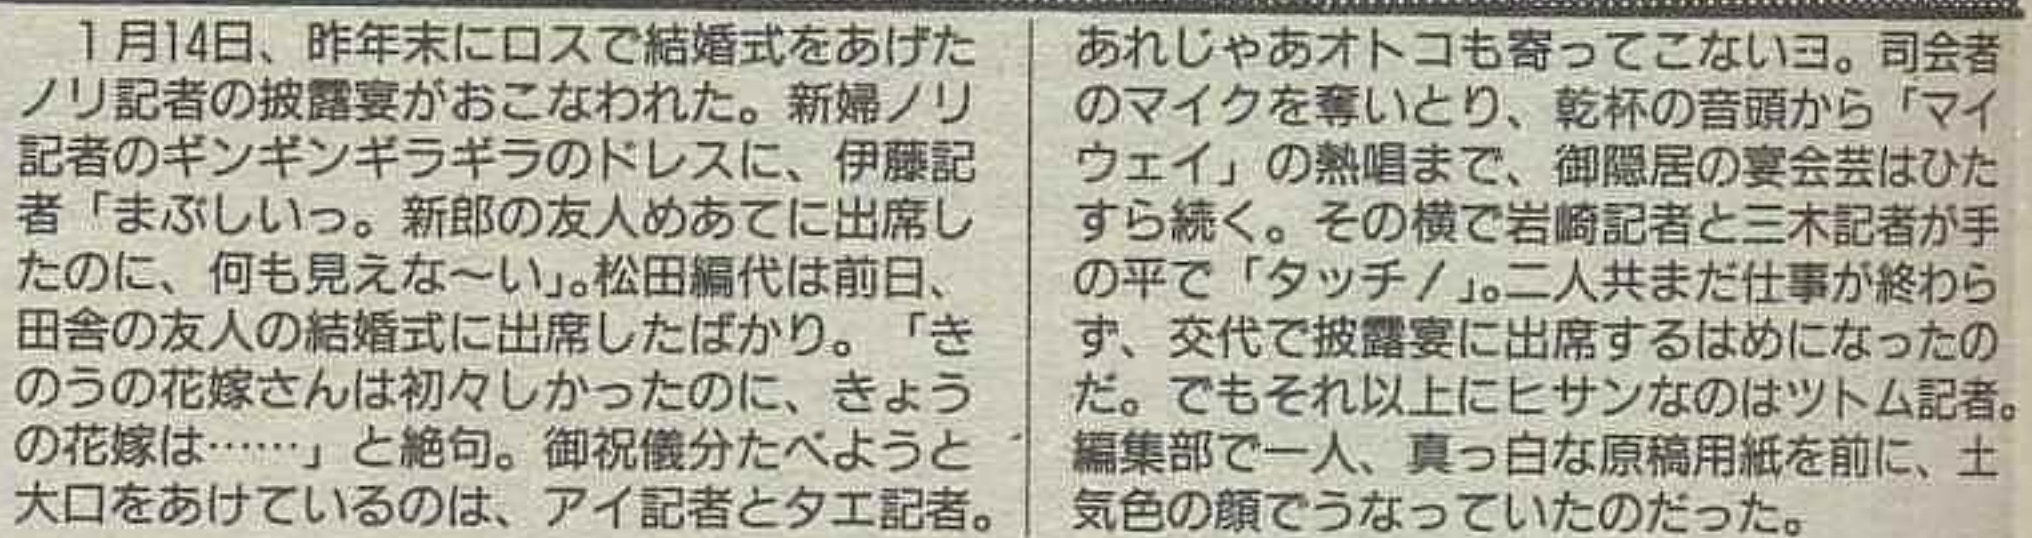 １月14日、昨年末にロスで結婚式をあげた
ノリ記者の披露宴がおこなわれた。新婦ノリ
記者のギンギンギラギラのドレスに、伊藤記
者「まぶしいっ。新郎の友人めあてに出席し
たのに、何も見えな〜い」。松田編代は前日、
田舎の友人の結婚式に出席したばかり。「き
のうの花嫁さんは初々しかったのに、きょう
の花嫁は……」と絶句。御祝儀分たべようと
大口をあけているのは、アイ記者とタエ記者。
あれじゃあオトコも寄ってこないヨ。司会者
のマイクを奪いとり、乾杯の音頭から「マイ
ウェイ」の熱唱まで、御隠居の宴会芸はひた
すら続く。その横で岩崎記者と三木記者が手
の平で「タッチ！」。二人共まだ仕事が終わら
ず、交代で披露宴に出席するはめになったの
だ。でもそれ以上にヒサンなのはツトム記者。
編集部で一人、真っ白な原稿用紙を前に、土
気色の顔でうなっていたのだった。